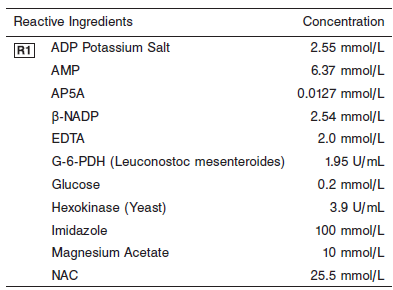 Reactive Ingredients Concentration
R1 ADP Potassium Salt 2.55 mmol/L
AMP 6.37 mmol/L
AP5A 0.0127 mmol/L
β-NADP 2.54 mmol/L
EDTA 2.0 mmol/L
G-6-PDH (Leuconostoc mesenteroides) 1.95 U/mL
Glucose 0.2 mmol/L
Hexokinase (Yeast) 3.9 U/mL
Imidazole 100 mmol/L
Magnesium Acetate 10 mmol/L
NAC 25.5 mmol/L